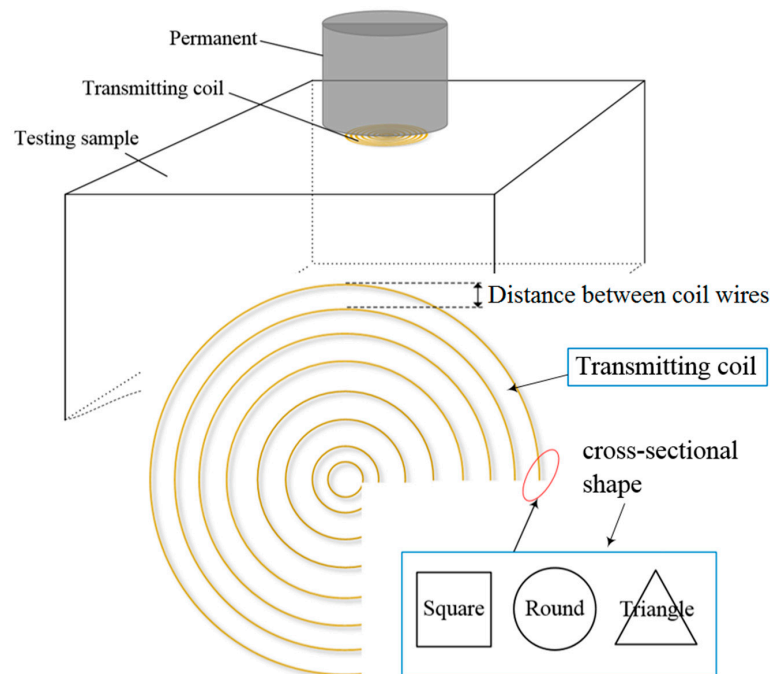 Permanent
Transmitting coil
Testing sample
Distance between coil wires
Transmitting coil
cross-sectional
shape
Square
Round
Triangle